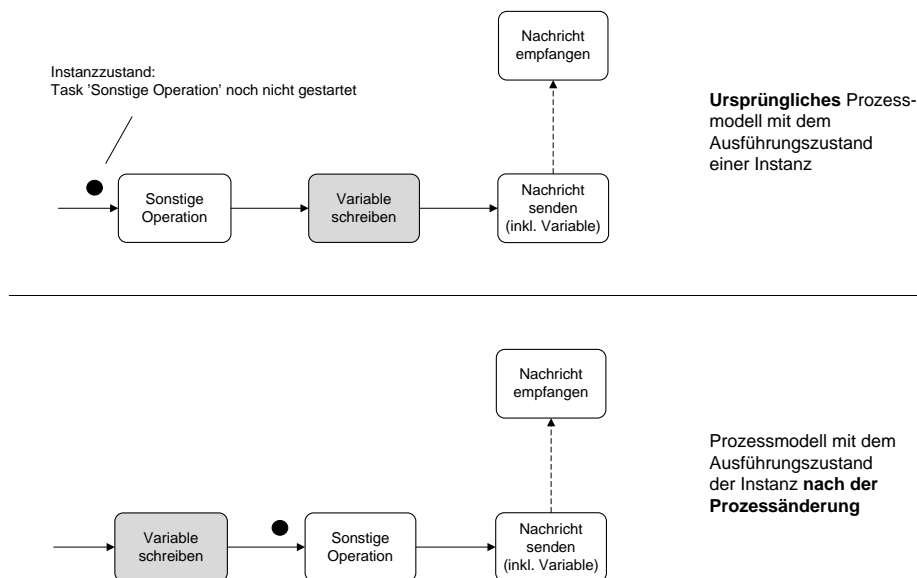 Nachricht
empfangen
Instanzzustand:
Task 'Sonstige Operation' noch nicht gestartet
Ursprüngliches Prozess-
modell mit dem
Ausführungszustand
einer Instanz
Sonstige
Operation
Variable
schreiben
Nachricht
senden
(inkl. Variable)
Nachricht
empfangen
Prozessmodell mit dem
Ausführungszustand
der Instanz nach der
Prozessänderung
Variable
schreiben
Sonstige
Operation
Nachricht
senden
(inkl. Variable)